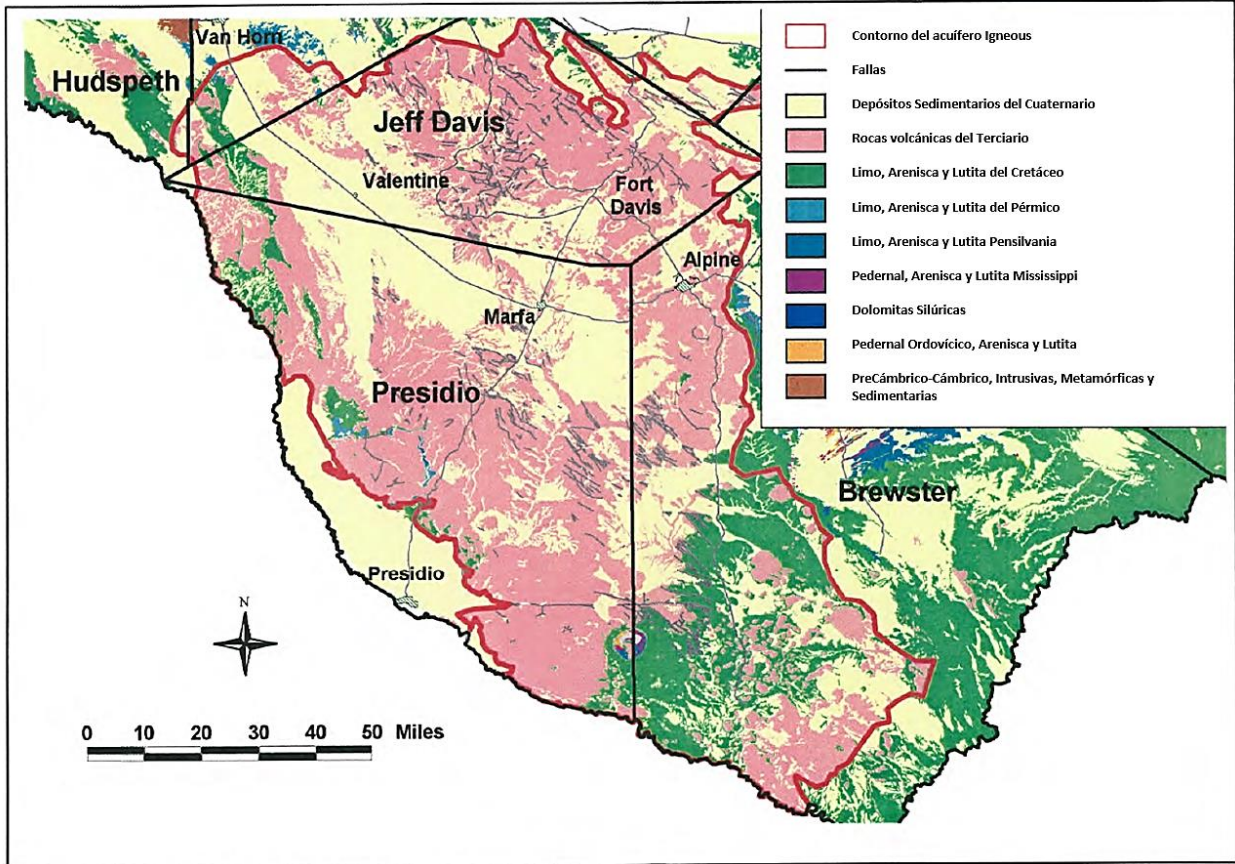 Van Horn
Hudspeth
Jeff Davis
Valentine
Fort
Davis
Alpine
Marfa
Presidio
Brewster
Presidio
N
0 10 20 30 40 50 Miles
Contorno del acuífero Igneous
Fallas
Depósitos Sedimentarios del Cuaternario
Rocas volcánicas del Terciario
Limo, Arenisca y Lutita del Cretáceo
Limo, Arenisca y Lutita del Pérmico
Limo, Arenisca y Lutita Pensilvania
Pedernal, Arenisca y Lutita Mississippi
Dolomitas Silúricas
Pedernal Ordovícico, Arenisca y Lutita
PreCámbrico-Cámbrico, Intrusivas, Metamórficas y
Sedimentarias